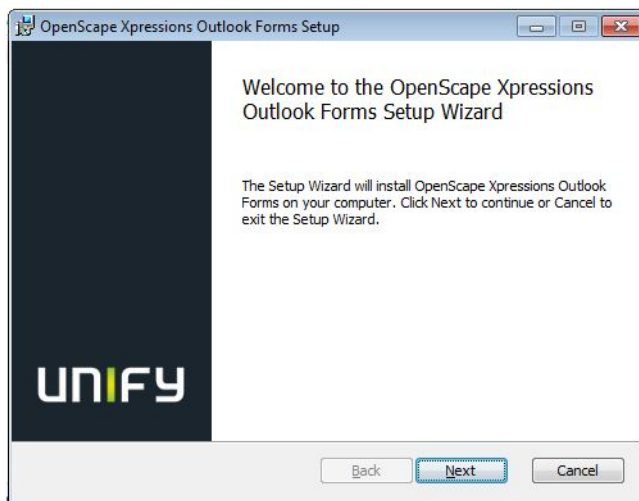 OpenScape Xpressions Outlook Forms Setup
Welcome to the OpenScape Xpressions
Outlook Forms Setup Wizard
The Setup Wizard will install OpenScape Xpressions Outlook
Forms on your computer. Click Next to continue or Cancel to
exit the Setup Wizard.
UNIFY
Back Next Cancel